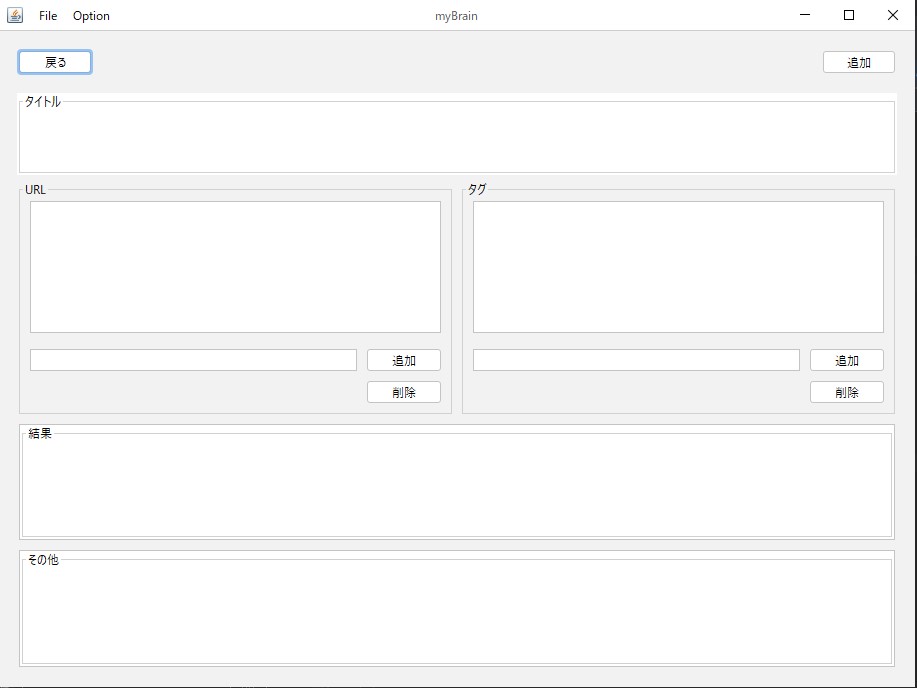 File Option myBrain
戻る 追加
タイトル
URL タグ
追加 追加
削除 削除
結果
その他